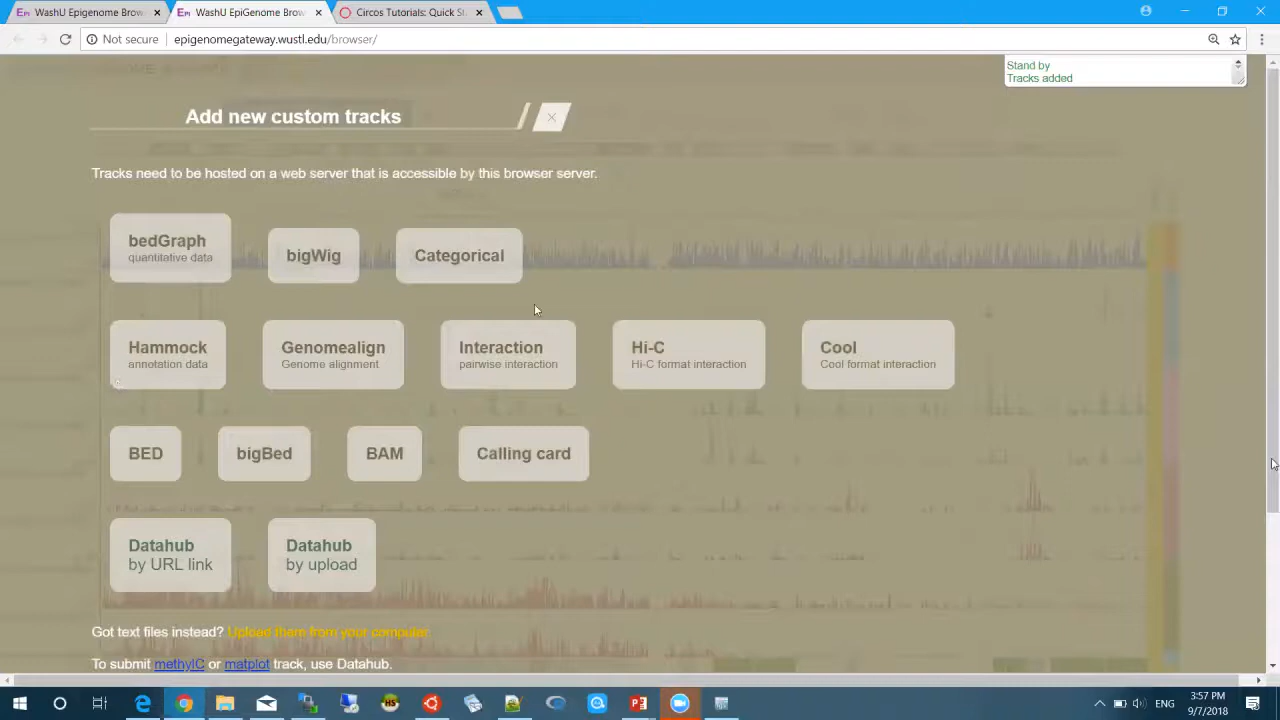 WashU EpiGenome Brow
WashU EpiGenome Brow
Circos Tutorials: Quick St
Not secure
epigenomegateway.wustl.edu/browser/
Stand by
Tracks added
Add new custom tracks
Tracks need to be hosted on a web server that is accessible by this browser server.
bedGraph
quantitative data
bigWig
Categorical
Hammock
annotation data
Genomealign
Genome alignment
Interaction
pairwise interaction
Hi-C
Hi-C format interaction
Cool
Cool format interaction
BED
bigBed
BAM
Calling card
Datahub
by URL link
Datahub
by upload
Got text files instead? Upload them from your computer.
To submit methylC or matplot track, use Datahub.
ENG
3:57 PM
9/7/2018